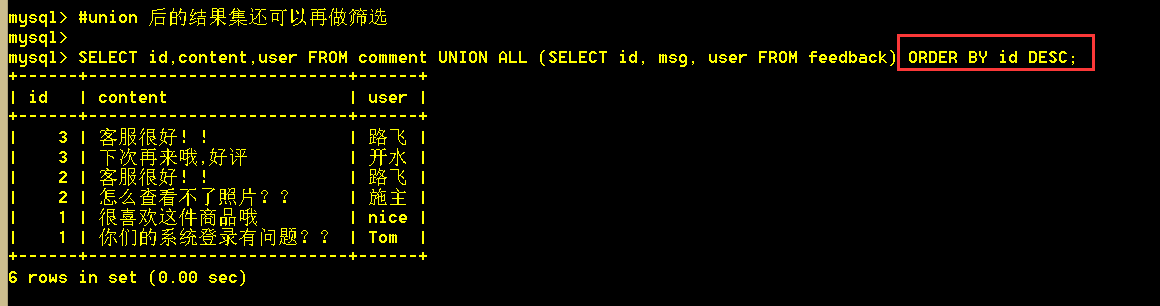 mysql> #union 后的结果集还可以再做筛选
mysql>
mysql> SELECT id,content,user FROM comment UNION ALL (SELECT id, msg, user FROM feedback) ORDER BY id DESC;
+------+---------------------------+------+
| id   | content                   | user |
+------+---------------------------+------+
|    3 | 客服很好!!                | 路飞 |
|    3 | 下次再来哦,好评           | 开水 |
|    2 | 客服很好!!                | 路飞 |
|    2 | 怎么查看不了照片??        | 施主 |
|    1 | 很喜欢这件商品哦          | nice |
|    1 | 你们的系统登录有问题??    | Tom  |
+------+---------------------------+------+
6 rows in set (0.00 sec)